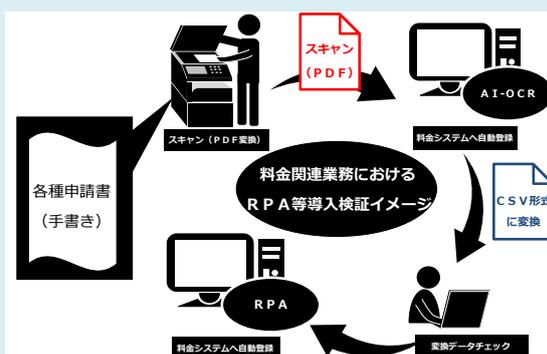 スキャン
（PDF）
AI-OCR
スキャン（PDF変換）
料金システムへ自動登録
各種申請書
（手書き）
料金関連業務における
RPA等導入検証イメージ
CSV形式
に変換
RPA
料金システムへ自動登録
変換データチェック